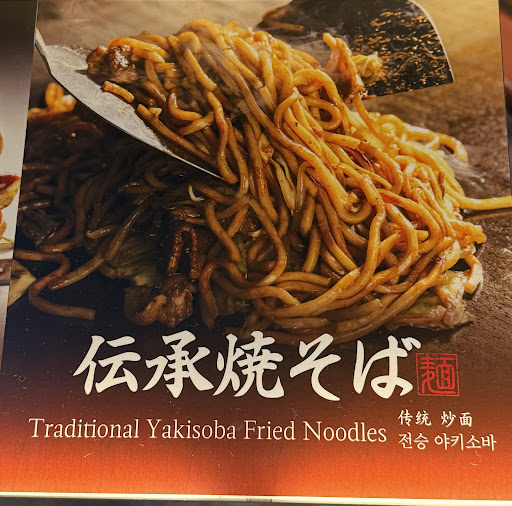 伝承焼そば 麺
Traditional Yakisoba Fried Noodles
传统 炒面
전승 야키소바